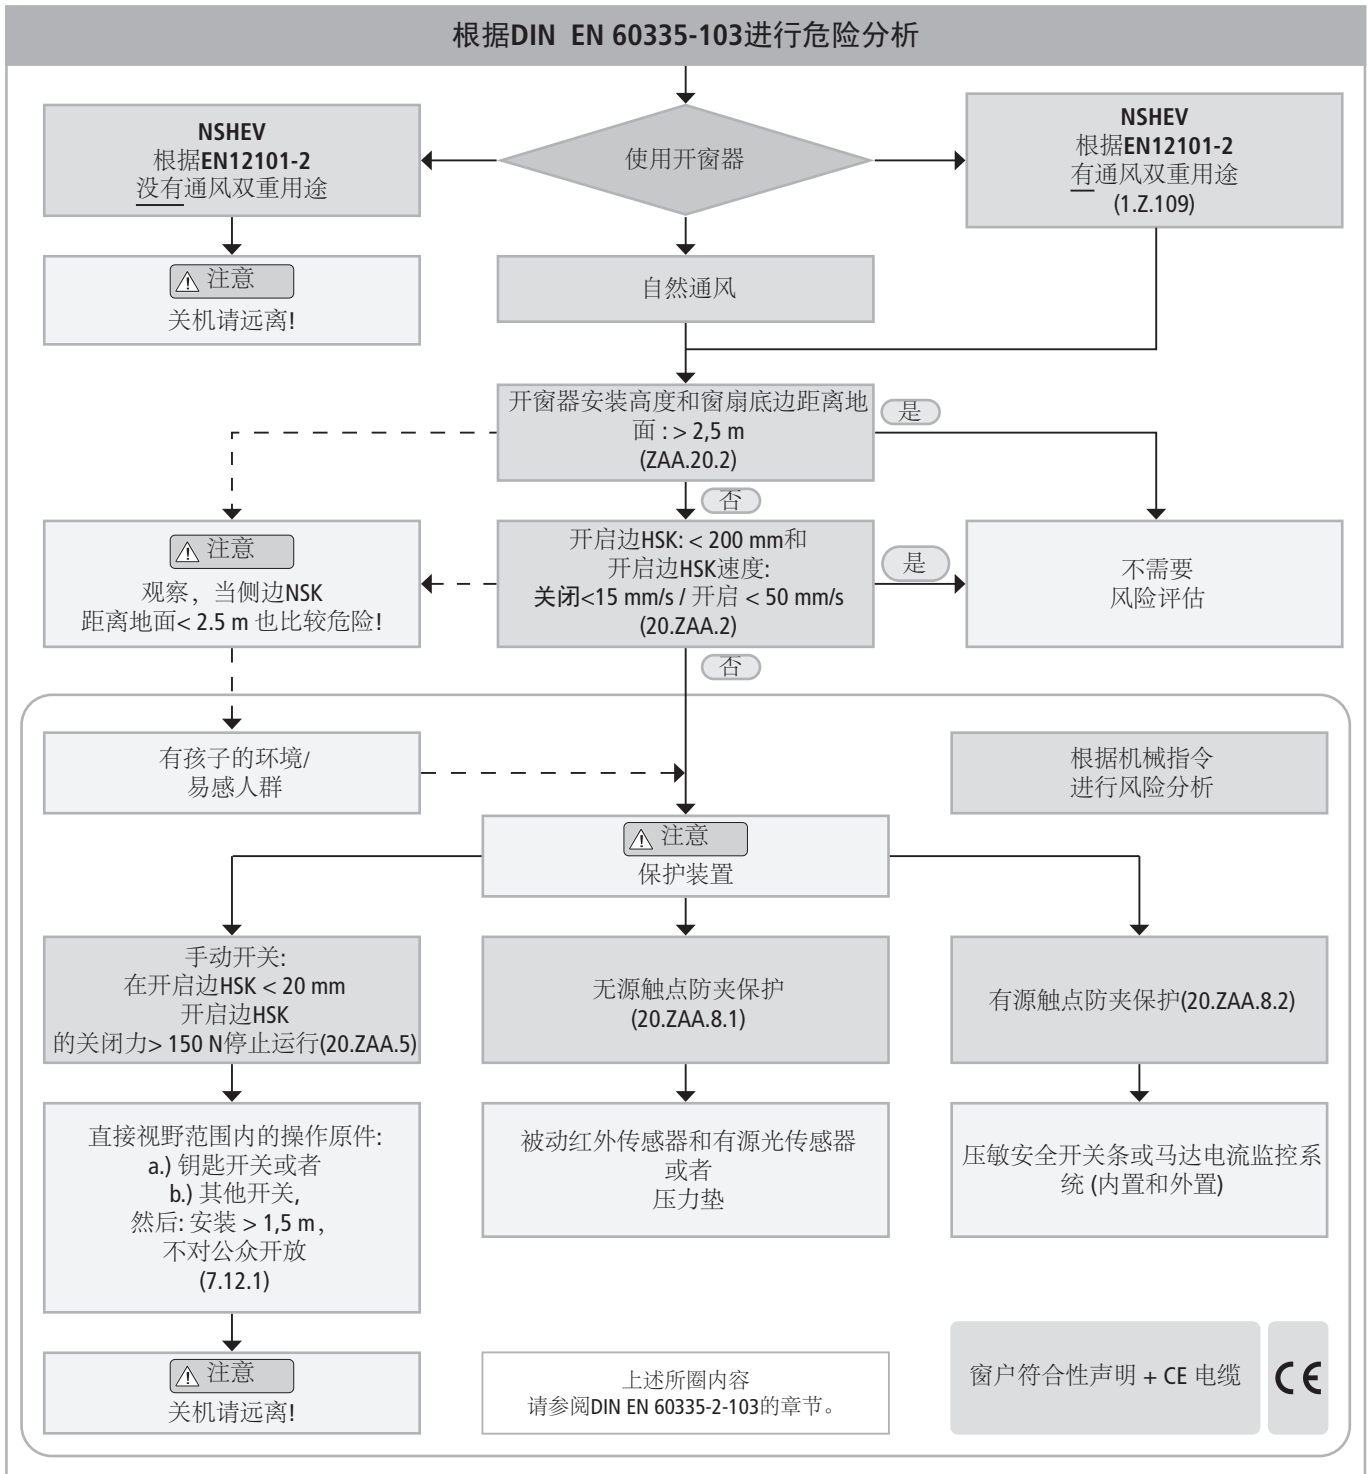 根据DIN EN 60335-103进行危险分析
NSHEV
根据EN12101-2
没有通风双重用途
使用开窗器
NSHEV
根据EN12101-2
有通风双重用途
(1.Z.109)
注意
关机请远离!
自然通风
开窗器安装高度和窗扇底边距离地
面 : > 2,5 m
(ZAA.20.2)
是
否
注意
观察，当侧边NSK
距离地面< 2.5 m 也比较危险!
开启边HSK: < 200 mm和
开启边HSK速度:
关闭<15 mm/s / 开启 < 50 mm/s
(20.ZAA.2)
是
不需要
风险评估
否
有孩子的环境/
易感人群
根据机械指令
进行风险分析
注意
保护装置
手动开关:
在开启边HSK < 20 mm
开启边HSK
的关闭力> 150 N停止运行(20.ZAA.5)
无源触点防夹保护
(20.ZAA.8.1)
有源触点防夹保护(20.ZAA.8.2)
直接视野范围内的操作原件:
a.) 钥匙开关或者
b.) 其他开关,
然后: 安装 > 1,5 m，
不对公众开放
(7.12.1)
被动红外传感器和有源光传感器
或者
压力垫
压敏安全开关条或马达电流监控系
统 (内置和外置)
注意
关机请远离!
上述所圈内容
请参阅DIN EN 60335-2-103的章节。
窗户符合性声明 + CE 电缆
CE